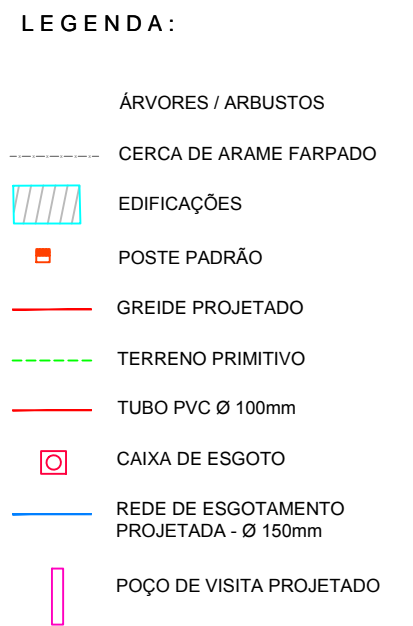 LEGENDA:
ÁRVORES / ARBUSTOS
CERCA DE ARAME FARPADO
EDIFICAÇÕES
POSTE PADRÃO
GREIDE PROJETADO
TERRENO PRIMITIVO
TUBO PVC Ø 100mm
CAIXA DE ESGOTO
REDE DE ESGOTAMENTO
PROJETADA - Ø 150mm
POÇO DE VISITA PROJETADO